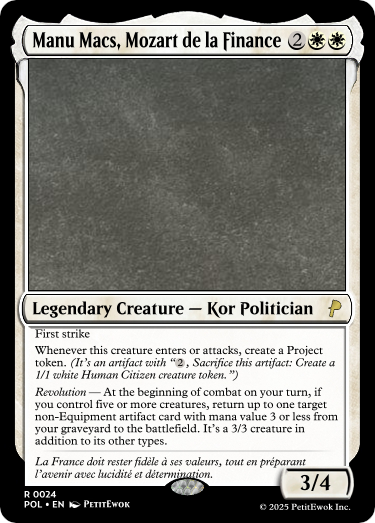 Manu Macs, Mozart de la Finance 2
Legendary Creature — Kor Politician
First strike
Whenever this creature enters or attacks, create a Project
token. (It's an artifact with “2, Sacrifice this artifact: Create a
1/1 white Human Citizen creature token.”)
Revolution — At the beginning of combat on your turn, if
you control five or more creatures, return up to one target
non-Equipment artifact card with mana value 3 or less from
your graveyard to the battlefield. It's a 3/3 creature in
addition to its other types.
La France doit rester fidèle à ses valeurs, tout en préparant
l'avenir avec lucidité et détermination.
3/4
R 0024
POL • EN PetitEwok
© 2025 PetitEwok Inc.